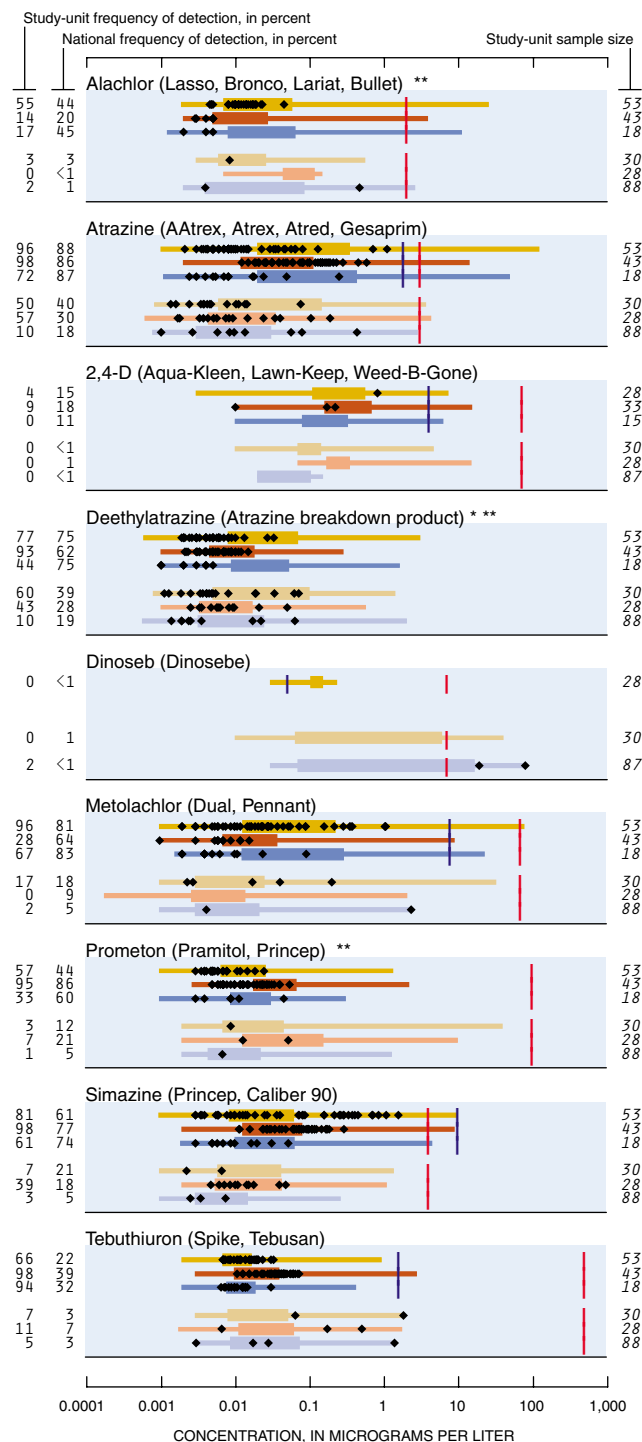 Study-unit frequency of detection, in percent
National frequency of detection, in percent
Study-unit sample size
Alachlor (Lasso, Bronco, Lariat, Bullet) **
55 44 53
14 20 43
17 45 18
3 3 30
0 <1 28
2 1 88
Atrazine (AAtrex, Atrex, Atred, Gesaprim)
96 88 53
98 86 43
72 87 18
50 40 30
57 30 28
10 18 88
2,4-D (Aqua-Kleen, Lawn-Keep, Weed-B-Gone)
4 15 28
9 18 33
0 11 15
0 <1 30
0 1 28
0 <1 87
Deethylatrazine (Atrazine breakdown product) * **
77 75 53
93 62 43
44 75 18
60 39 30
43 28 28
10 19 88
Dinoseb (Dinosebe)
0 <1 28
0 1 30
2 <1 87
Metolachlor (Dual, Pennant)
96 81 53
28 64 43
67 83 18
17 18 30
0 9 28
2 5 88
Prometon (Pramitol, Princep) **
57 44 53
95 86 43
33 60 18
3 12 30
7 21 28
1 5 88
Simazine (Princep, Caliber 90)
81 61 53
98 77 43
61 74 18
7 21 30
39 18 28
3 5 88
Tebuthiuron (Spike, Tebusan)
66 22 53
98 39 43
94 32 18
7 3 30
11 7 28
5 3 88
0.0001 0.001 0.01 0.1 1 10 100 1,000
CONCENTRATION, IN MICROGRAMS PER LITER